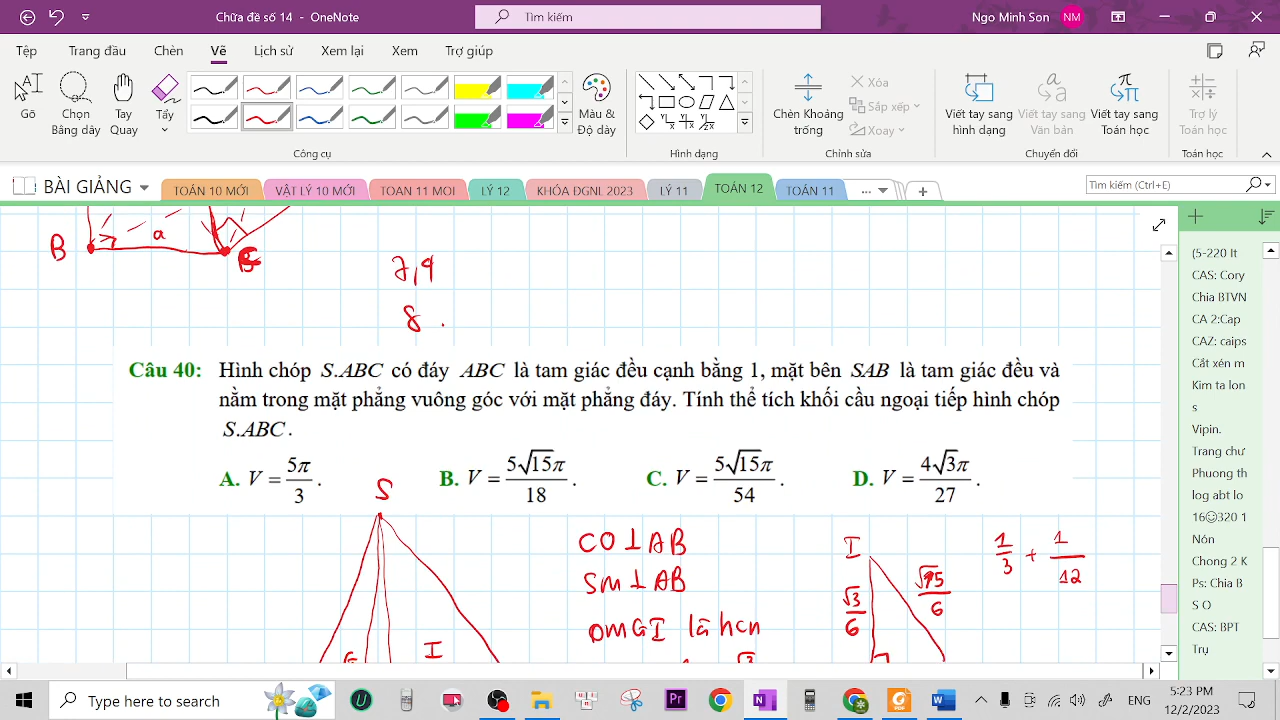 Chữa đề số 14 - OneNote
Tìm kiếm
Ngo Minh Son
NM
Tệp Trang đầu Chèn Vẽ Lịch sử Xem lại Xem Trợ giúp
Gõ
Chọn Bằng dây
Tay Quay
Màu & Độ dày
Chèn Khoảng trống
Xóa
Sắp xếp
Xoay
Viết tay sang hình dạng
Viết tay sang Văn bản
Viết tay sang Toán học
Tự lý Toán học
Công cụ Hình dạng Chỉnh sửa Chuyển đổi Toán học
BÀI GIẢNG TOÁN 10 MỚI VẬT LÝ 10 MỚI TOAN 11 MOI LÝ 12 KHÓA DGNL 2023 LÝ 11 TOÁN 12 TOÁN 11 ... +
Tìm kiếm (Ctrl+E)
B a
7,4
8 .
Câu 40: Hình chóp S.ABC có đáy ABC là tam giác đều cạnh bằng 1, mặt bên SAB là tam giác đều và
nằm trong mặt phẳng vuông góc với mặt phẳng đáy. Tính thể tích khối cầu ngoại tiếp hình chóp
S.ABC.
A. V = 5π/3. B. V = 5√15π/18. C. V = 5√15π/54. D. V = 4√3π/27.
S
CO ⊥ AB
SM ⊥ AB
OMGI là hcn
I
I
√3/6
√15/6
1/3 + 1/12
(5-220 lt
CAS: Cory
Chia BTVN
CA 2:Cap
CAZ: caips
Cắt xén m
Kim ta lon
s
Vipin.
Trang chư
Phuong th
log abt lo
16☺320 1
Nón
Chong 2 K
Ps: Chia B
S O
CAS: BPT
Trụ
Type here to search
ENG
5:23 PM
12/2/2023